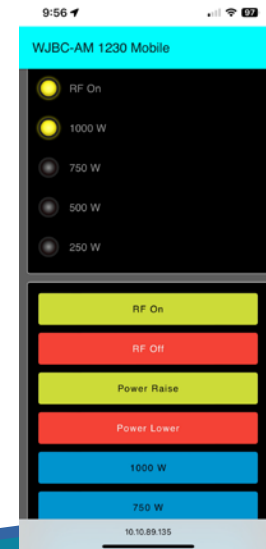 9:56
97
WJBC-AM 1230 Mobile
RF On
1000 W
750 W
500 W
250 W
RF On
RF Off
Power Raise
Power Lower
1000 W
750 W
10.10.89.135